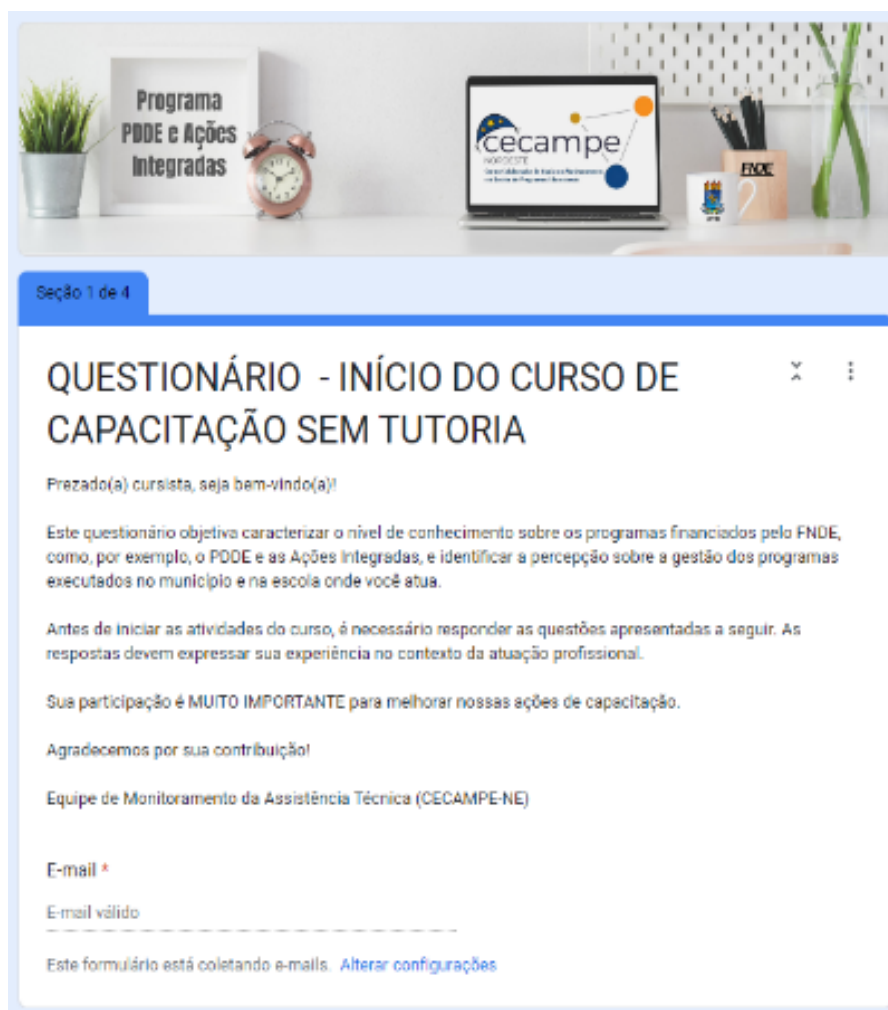 Programa
PDDE e Ações
Integradas
cecampe
NORDESTE
FNDE
Seção 1 de 4
QUESTIONÁRIO - INÍCIO DO CURSO DE
CAPACITAÇÃO SEM TUTORIA
Prezado(a) cursista, seja bem-vindo(a)!
Este questionário objetiva caracterizar o nível de conhecimento sobre os programas financiados pelo FNDE,
como, por exemplo, o PDDE e as Ações Integradas, e identificar a percepção sobre a gestão dos programas
executados no município e na escola onde você atua.
Antes de iniciar as atividades do curso, é necessário responder as questões apresentadas a seguir. As
respostas devem expressar sua experiência no contexto da atuação profissional.
Sua participação é MUITO IMPORTANTE para melhorar nossas ações de capacitação.
Agradecemos por sua contribuição!
Equipe de Monitoramento da Assistência Técnica (CECAMPE-NE)
E-mail *
E-mail válido
Este formulário está coletando e-mails. Alterar configurações